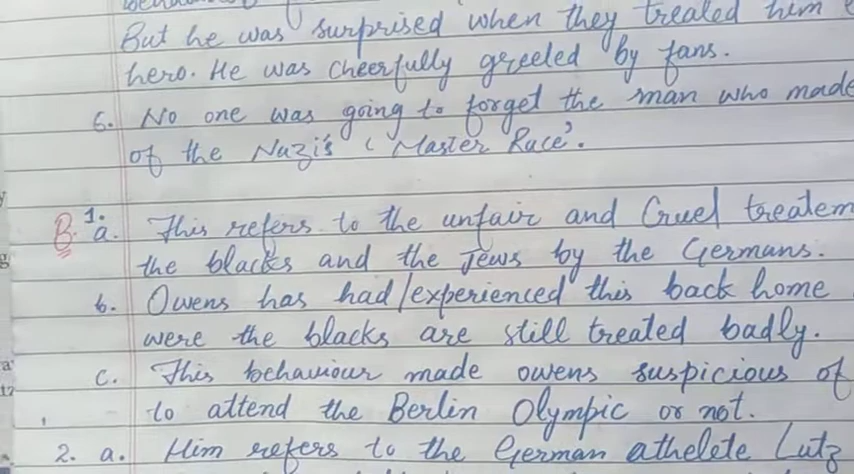 But he was surprised when they treated him
hero. He was cheerfully greeted by fans.
6. No one was going to forget the man who made
of the Nazi's 'Master Race'.
B. 1. a. This refers to the unfair and Cruel treatem
the blacks and the Jews by the Germans.
b. Owens has had/experienced this back home
were the blacks are still treated badly.
c. This behaviour made owens suspicious of
to attend the Berlin Olympic or not.
2. a. Him refers to the German athelete Lutz